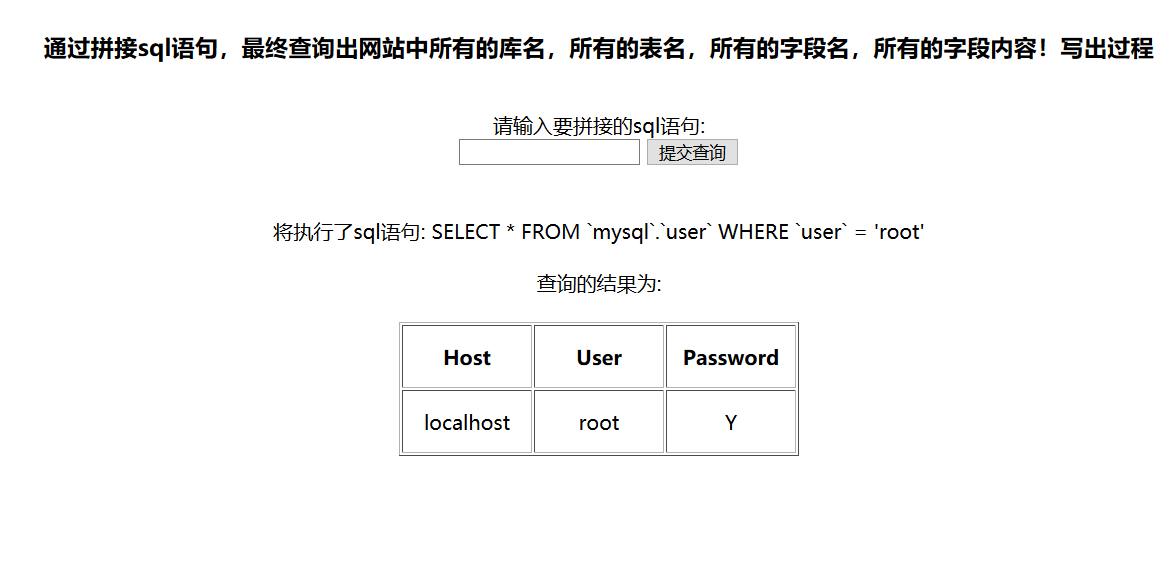 通过拼接sql语句，最终查询出网站中所有的库名，所有的表名，所有的字段名，所有的字段内容！写出过程
请输入要拼接的sql语句:
提交查询
将执行了sql语句: SELECT * FROM `mysql`.`user` WHERE `user` = 'root'
查询的结果为:
Host User Password
localhost root Y